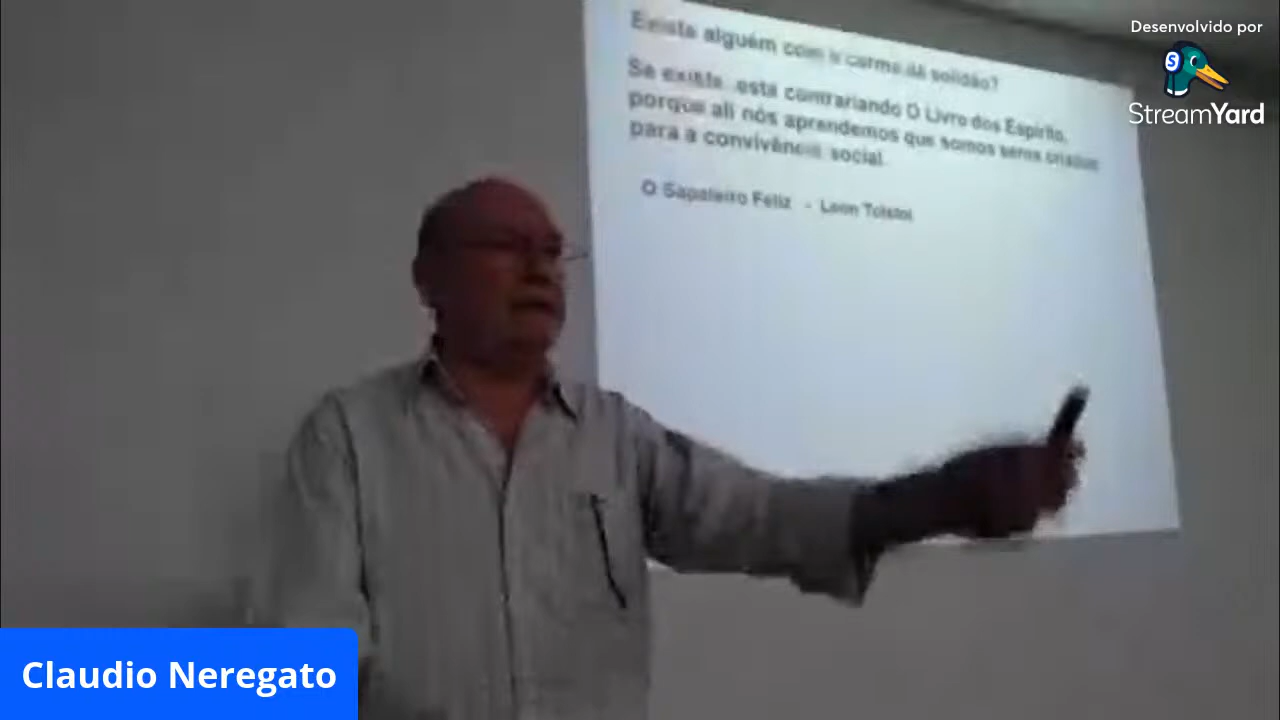 Desenvolvido por
StreamYard
Existe alguém com o carma da solidão?
Se existe, está contrariando O Livro dos Espírito,
porque ali nós aprendemos que somos seres criados
para a convivência social.
O Sapateiro Feliz - Leon Tolstoi
Claudio Neregato